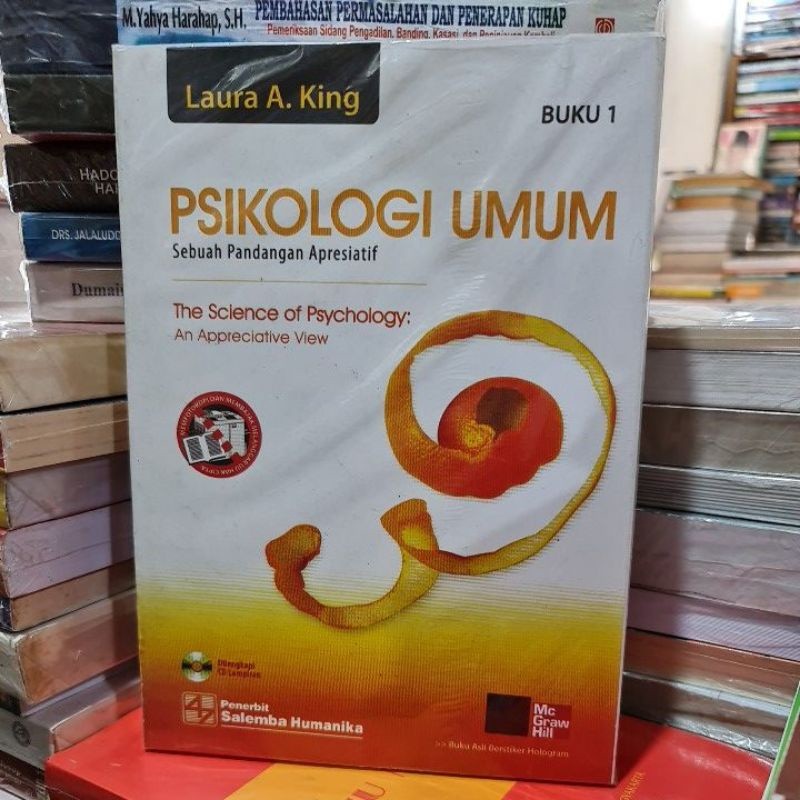 M.Yahya Harahap, S.H.
PEMBAHASAN PERMASALAHAN DAN PENERAPAN KUHAP
Pemeriksaan Sidang Pengadilan, Banding, Kasasi, dan Peninjauan Kembali
Laura A. King
BUKU 1
PSIKOLOGI UMUM
Sebuah Pandangan Apresiatif
The Science of Psychology:
An Appreciative View
HADO
HAR
DRS. JALALUDD
Dumai
Dilengkapi
CD Lampiran
Penerbit
Salemba Humanika
Mc
Graw
Hill
>> Buku Asli Berstiker Hologram